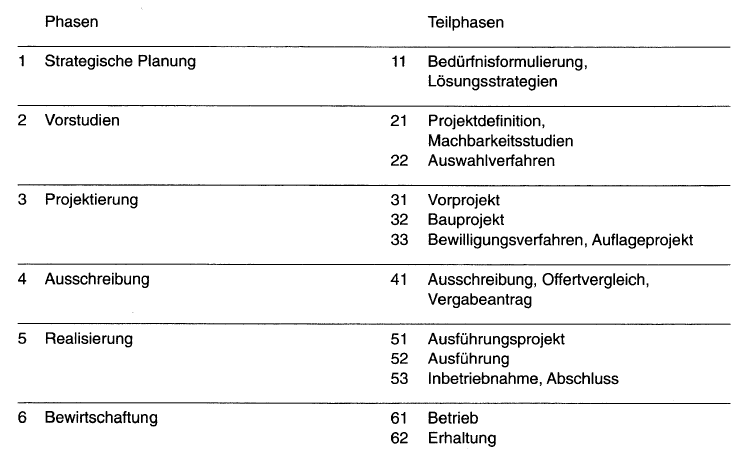 Phasen Teilphasen
1 Strategische Planung 11 Bedürfnisformulierung,
Lösungsstrategien
2 Vorstudien 21 Projektdefinition,
Machbarkeitsstudien
22 Auswahlverfahren
3 Projektierung 31 Vorprojekt
32 Bauprojekt
33 Bewilligungsverfahren, Auflageprojekt
4 Ausschreibung 41 Ausschreibung, Offertvergleich,
Vergabeantrag
5 Realisierung 51 Ausführungsprojekt
52 Ausführung
53 Inbetriebnahme, Abschluss
6 Bewirtschaftung 61 Betrieb
62 Erhaltung